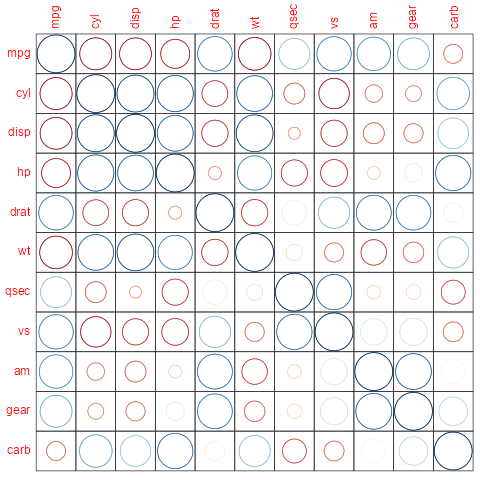 mpg cyl disp hp drat wt qsec vs am gear carb
mpg
cyl
disp
hp
drat
wt
qsec
vs
am
gear
carb